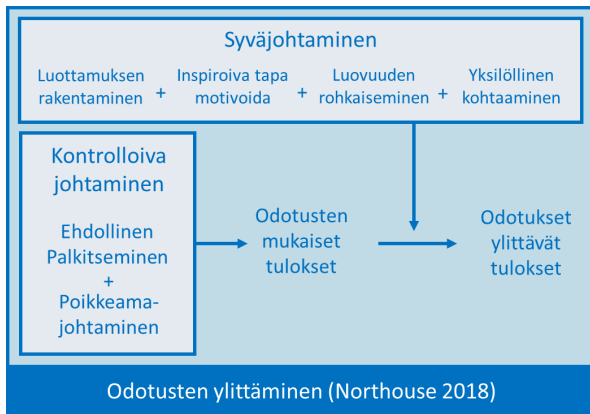 Syväjohtaminen
Luottamuksen rakentaminen + Inspiroiva tapa motivoida + Luovuuden rohkaiseminen + Yksilöllinen kohtaaminen
Kontrolloiva
johtaminen
Ehdollinen
Palkitseminen
+
Poikkeama-
johtaminen
Odotusten
mukaiset
tulokset
Odotukset
ylittävät
tulokset
Odotusten ylittäminen (Northouse 2018)